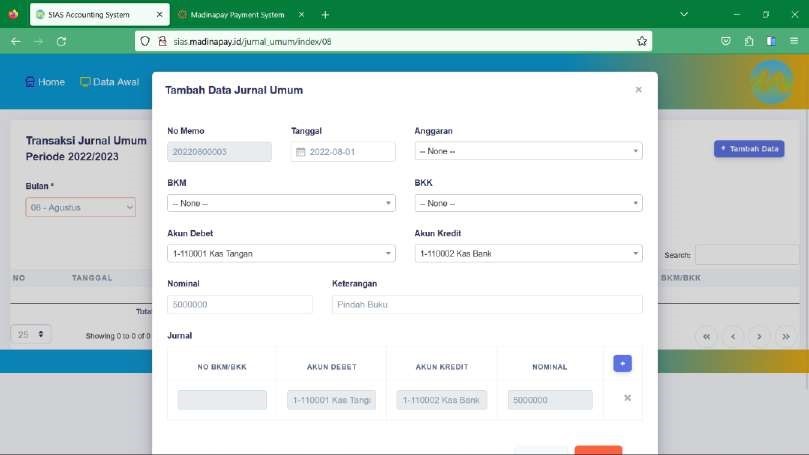 SIAS Accounting System
Madinapay Payment System
sias.madinapay.id/jurnal_umum/index/08
Home
Data Awal
Transaksi Jurnal Umum
Periode 2022/2023
Bulan *
08 - Agustus
+ Tambah Data
Search:
NO
TANGGAL
BKM/BKK
25
Showing 0 to 0 of 0
Tambah Data Jurnal Umum
No Memo
Tanggal
Anggaran
20220800003
2022-08-01
-- None --
BKM
BKK
-- None --
-- None --
Akun Debet
Akun Kredit
1-110001 Kas Tangan
1-110002 Kas Bank
Nominal
Keterangan
5000000
Pindah Buku
Jurnal
NO BKM/BKK
AKUN DEBET
AKUN KREDIT
NOMINAL
+
1-110001 Kas Tang
1-110002 Kas Bank
5000000